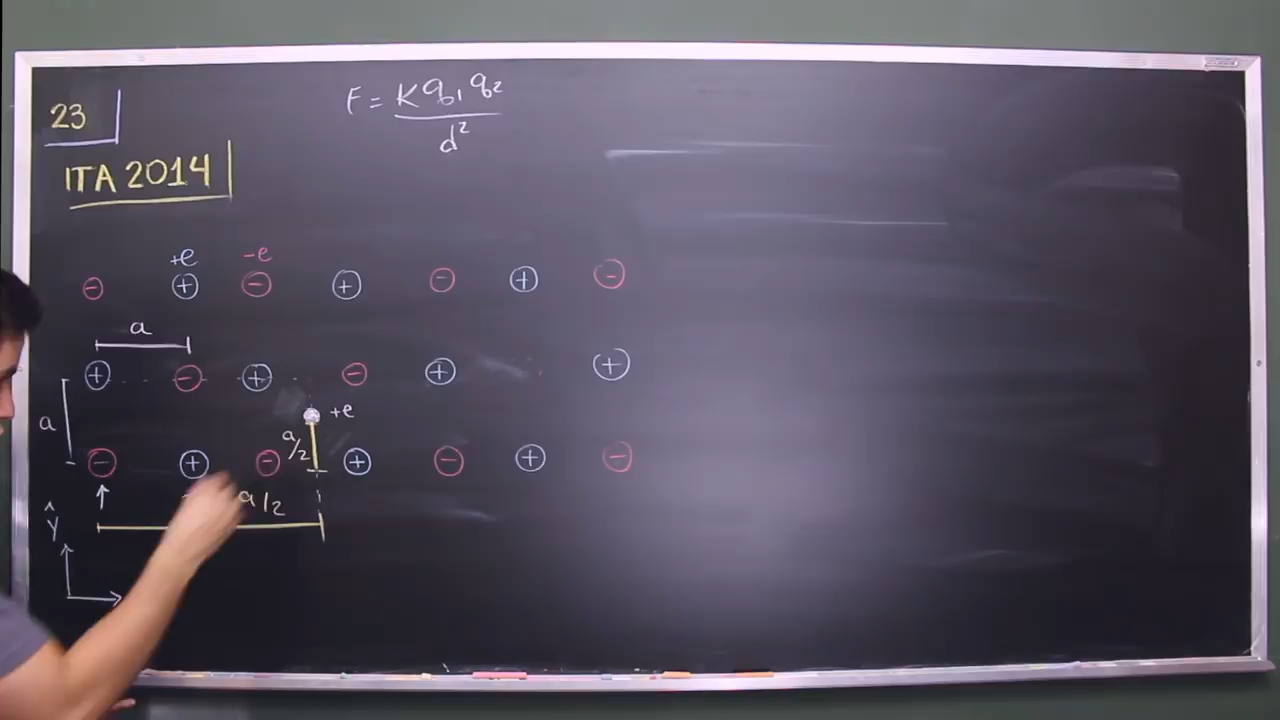 23
F = K q₁ q₂ / d²
ITA 2014
+e -e
- + - + - + -
a
+ - + - + +
a
+e
a/2
- + - + - + -
a/2
ŷ